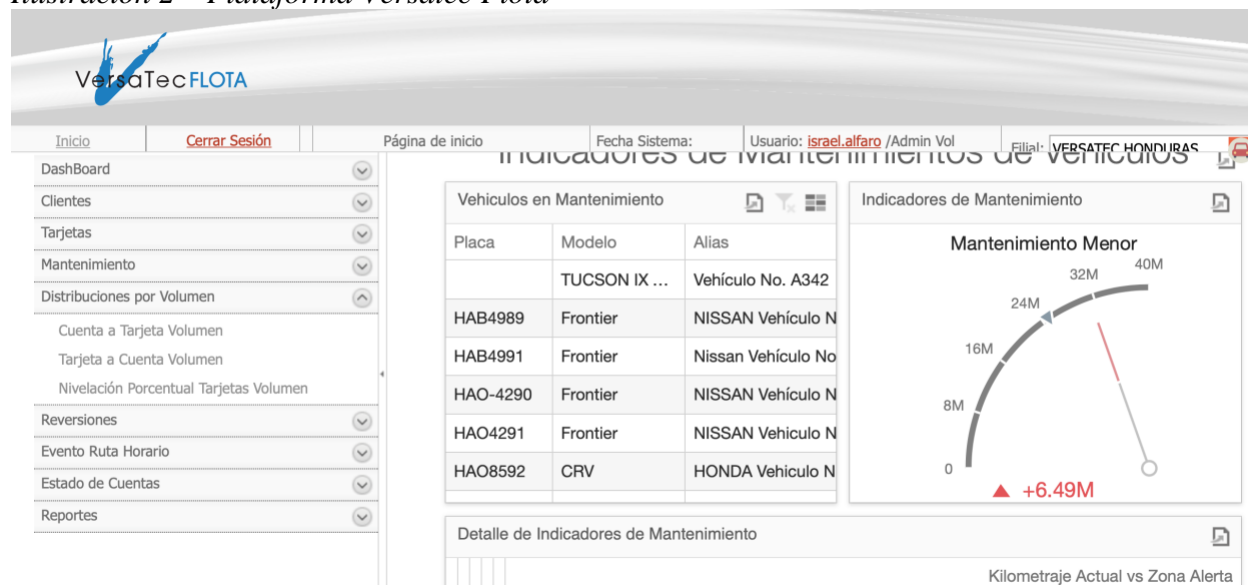 Ilustración 2 – Plataforma Versatec Flota
VersaTec FLOTA
Inicio
Cerrar Sesión
Página de inicio
Fecha Sistema:
Usuario: israel.alfaro /Admin Vol
Filial: VERSATEC HONDURAS
DashBoard
Clientes
Tarjetas
Mantenimiento
Distribuciones por Volumen
Cuenta a Tarjeta Volumen
Tarjeta a Cuenta Volumen
Nivelación Porcentual Tarjetas Volumen
Reversiones
Evento Ruta Horario
Estado de Cuentas
Reportes
Indicadores de Mantenimientos de Vehículos
Vehiculos en Mantenimiento
Placa Modelo Alias
TUCSON IX ... Vehículo No. A342
HAB4989 Frontier NISSAN Vehículo N
HAB4991 Frontier Nissan Vehículo No
HAO-4290 Frontier NISSAN Vehículo N
HAO4291 Frontier NISSAN Vehiculo N
HAO8592 CRV HONDA Vehiculo N
Indicadores de Mantenimiento
Mantenimiento Menor
0
8M
16M
24M
32M
40M
+6.49M
Detalle de Indicadores de Mantenimiento
Kilometraje Actual vs Zona Alerta